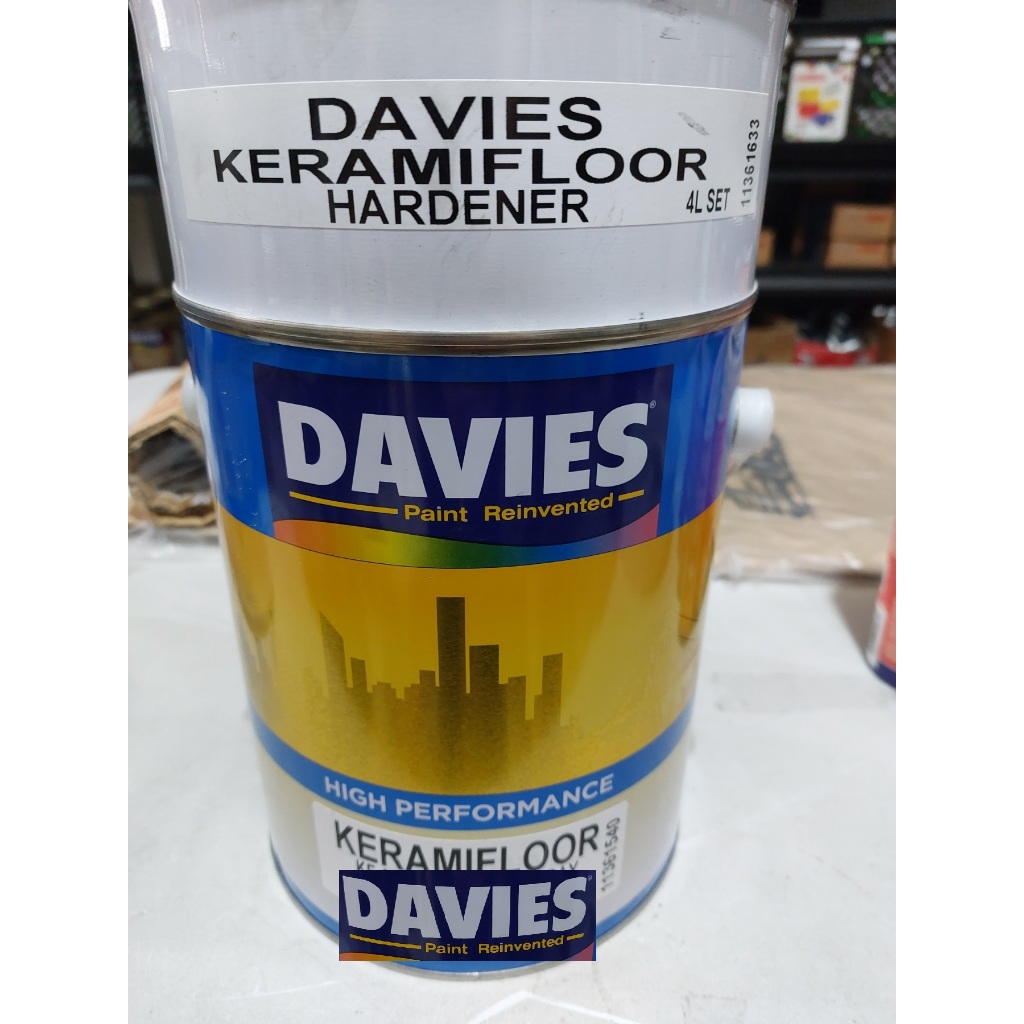 DAVIES
KERAMIFLOOR
HARDENER
4L SET
11361633
DAVIES®
Paint Reinvented
HIGH PERFORMANCE
KERAMIFLOOR
11361540
DAVIES
Paint Reinvented